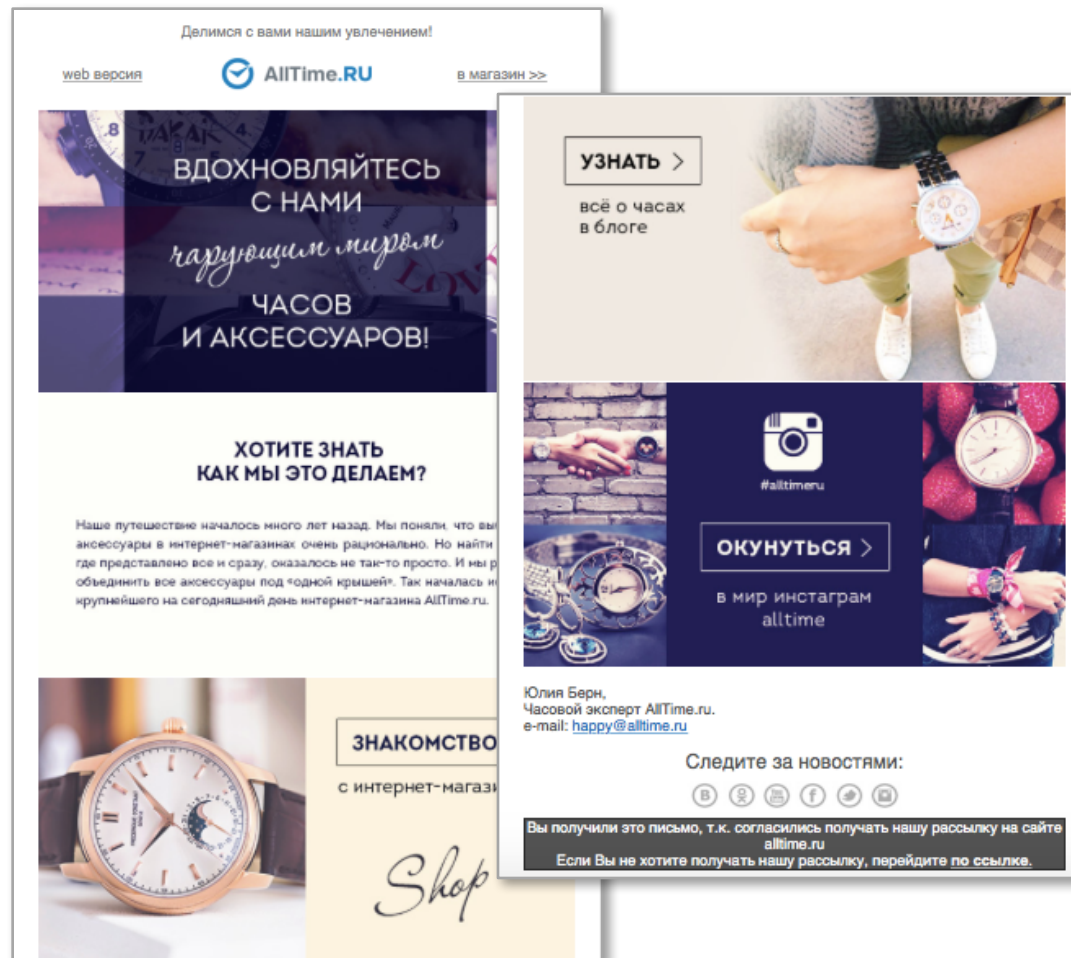 Делимся с вами нашим увлечением!
web версия
AllTime.RU
в магазин >>
ВДОХНОВЛЯЙТЕСЬ
С НАМИ
чарующим миром
ЧАСОВ
И АКСЕССУАРОВ!
ХОТИТЕ ЗНАТЬ
КАК МЫ ЭТО ДЕЛАЕМ?
Наше путешествие началось много лет назад. Мы поняли, что
аксессуары в интернет-магазинах очень рационально. Но найти
где представлено все и сразу, оказалось не так-то просто. И мы
объединить все аксессуары под «одной крышей». Так началась
крупнейшего на сегодняшний день интернет-магазина AllTime.ru.
ЗНАКОМСТВО
с интернет-магази
Shop
УЗНАТЬ >
всё о часах
в блоге
#alltimeru
ОКУНУТЬСЯ >
в мир инстаграм
alltime
Юлия Берн,
Часовой эксперт AllTime.ru.
e-mail: happy@alltime.ru
Следите за новостями:
Вы получили это письмо, т.к. согласились получать нашу рассылку на сайте
alltime.ru
Если Вы не хотите получать нашу рассылку, перейдите по ссылке.